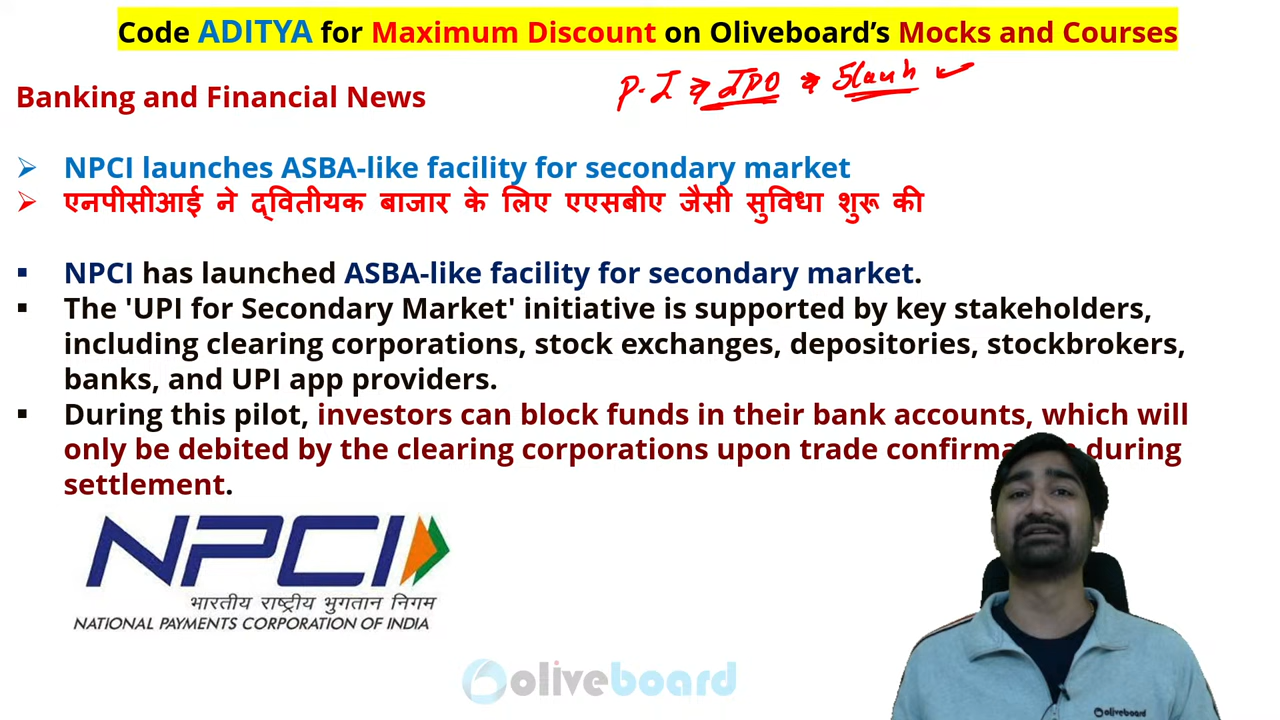 Code ADITYA for Maximum Discount on Oliveboard's Mocks and Courses
P.I → IPO → 5 lakh
Banking and Financial News
NPCI launches ASBA-like facility for secondary market
एनपीसीआई ने द्वितीयक बाजार के लिए एएसबीए जैसी सुविधा शुरू की
NPCI has launched ASBA-like facility for secondary market.
The 'UPI for Secondary Market' initiative is supported by key stakeholders,
including clearing corporations, stock exchanges, depositories, stockbrokers,
banks, and UPI app providers.
During this pilot, investors can block funds in their bank accounts, which will
only be debited by the clearing corporations upon trade during
settlement.
NPCI
भारतीय राष्ट्रीय भुगतान निगम
NATIONAL PAYMENTS CORPORATION OF INDIA
oliveboard
oliveboard